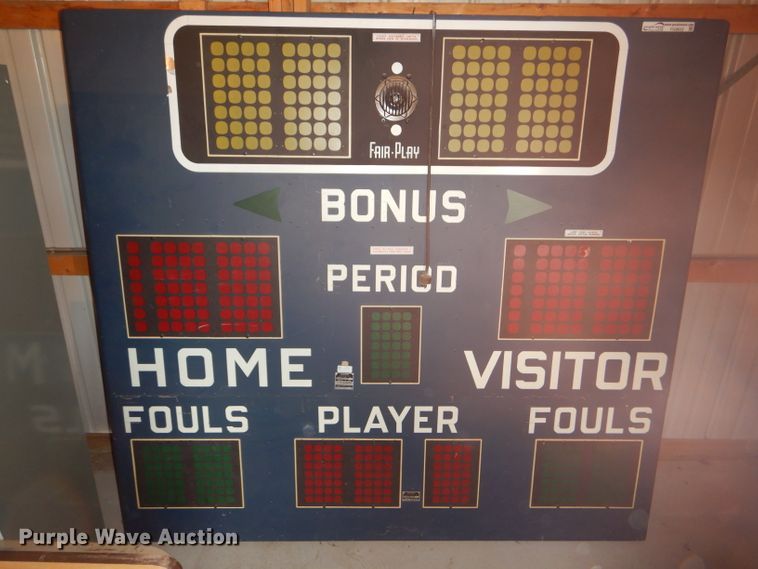 FAIR-PLAY
BONUS
PERIOD
HOME VISITOR
FOULS PLAYER FOULS
Purple Wave Auction